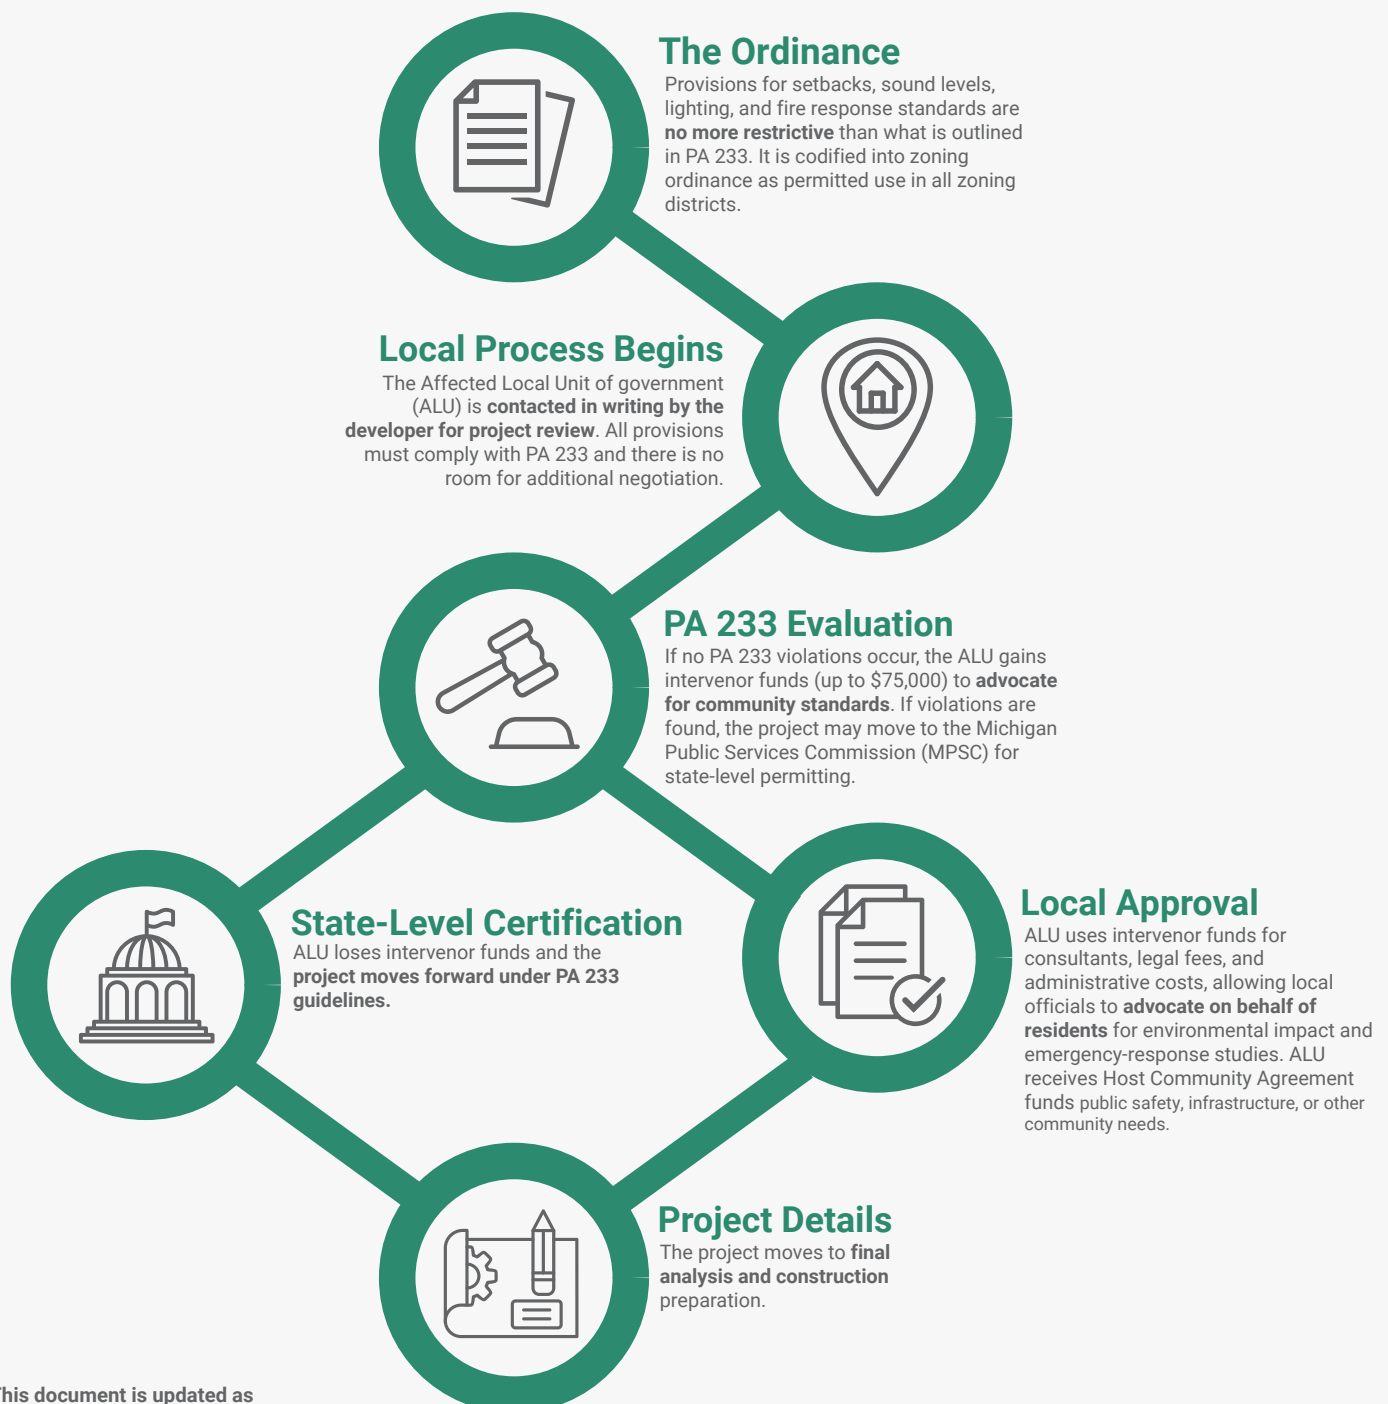 The Ordinance
Provisions for setbacks, sound levels,
lighting, and fire response standards are
no more restrictive than what is outlined
in PA 233. It is codified into zoning
ordinance as permitted use in all zoning
districts.
Local Process Begins
The Affected Local Unit of government
(ALU) is contacted in writing by the
developer for project review. All provisions
must comply with PA 233 and there is no
room for additional negotiation.
PA 233 Evaluation
If no PA 233 violations occur, the ALU gains
intervenor funds (up to $75,000) to advocate
for community standards. If violations are
found, the project may move to the Michigan
Public Services Commission (MPSC) for
state-level permitting.
State-Level Certification
ALU loses intervenor funds and the
project moves forward under PA 233
guidelines.
Local Approval
ALU uses intervenor funds for
consultants, legal fees, and
administrative costs, allowing local
officials to advocate on behalf of
residents for environmental impact and
emergency-response studies. ALU
receives Host Community Agreement
funds public safety, infrastructure, or other
community needs.
Project Details
The project moves to final
analysis and construction
preparation.
This document is updated as